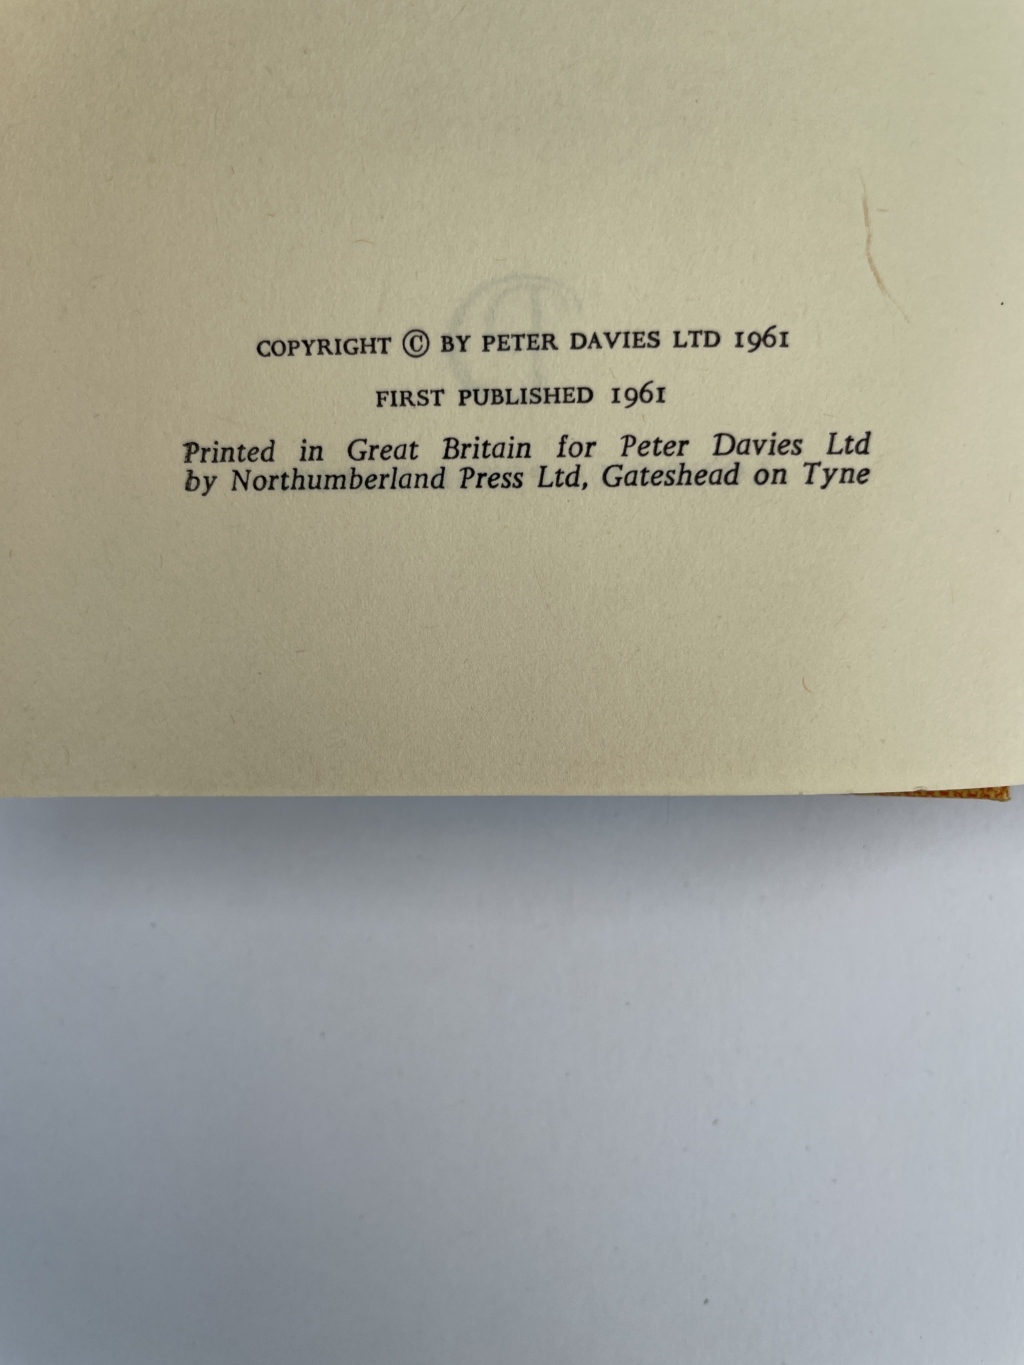 COPYRIGHT © BY PETER DAVIES LTD 1961
FIRST PUBLISHED 1961
Printed in Great Britain for Peter Davies Ltd
by Northumberland Press Ltd, Gateshead on Tyne